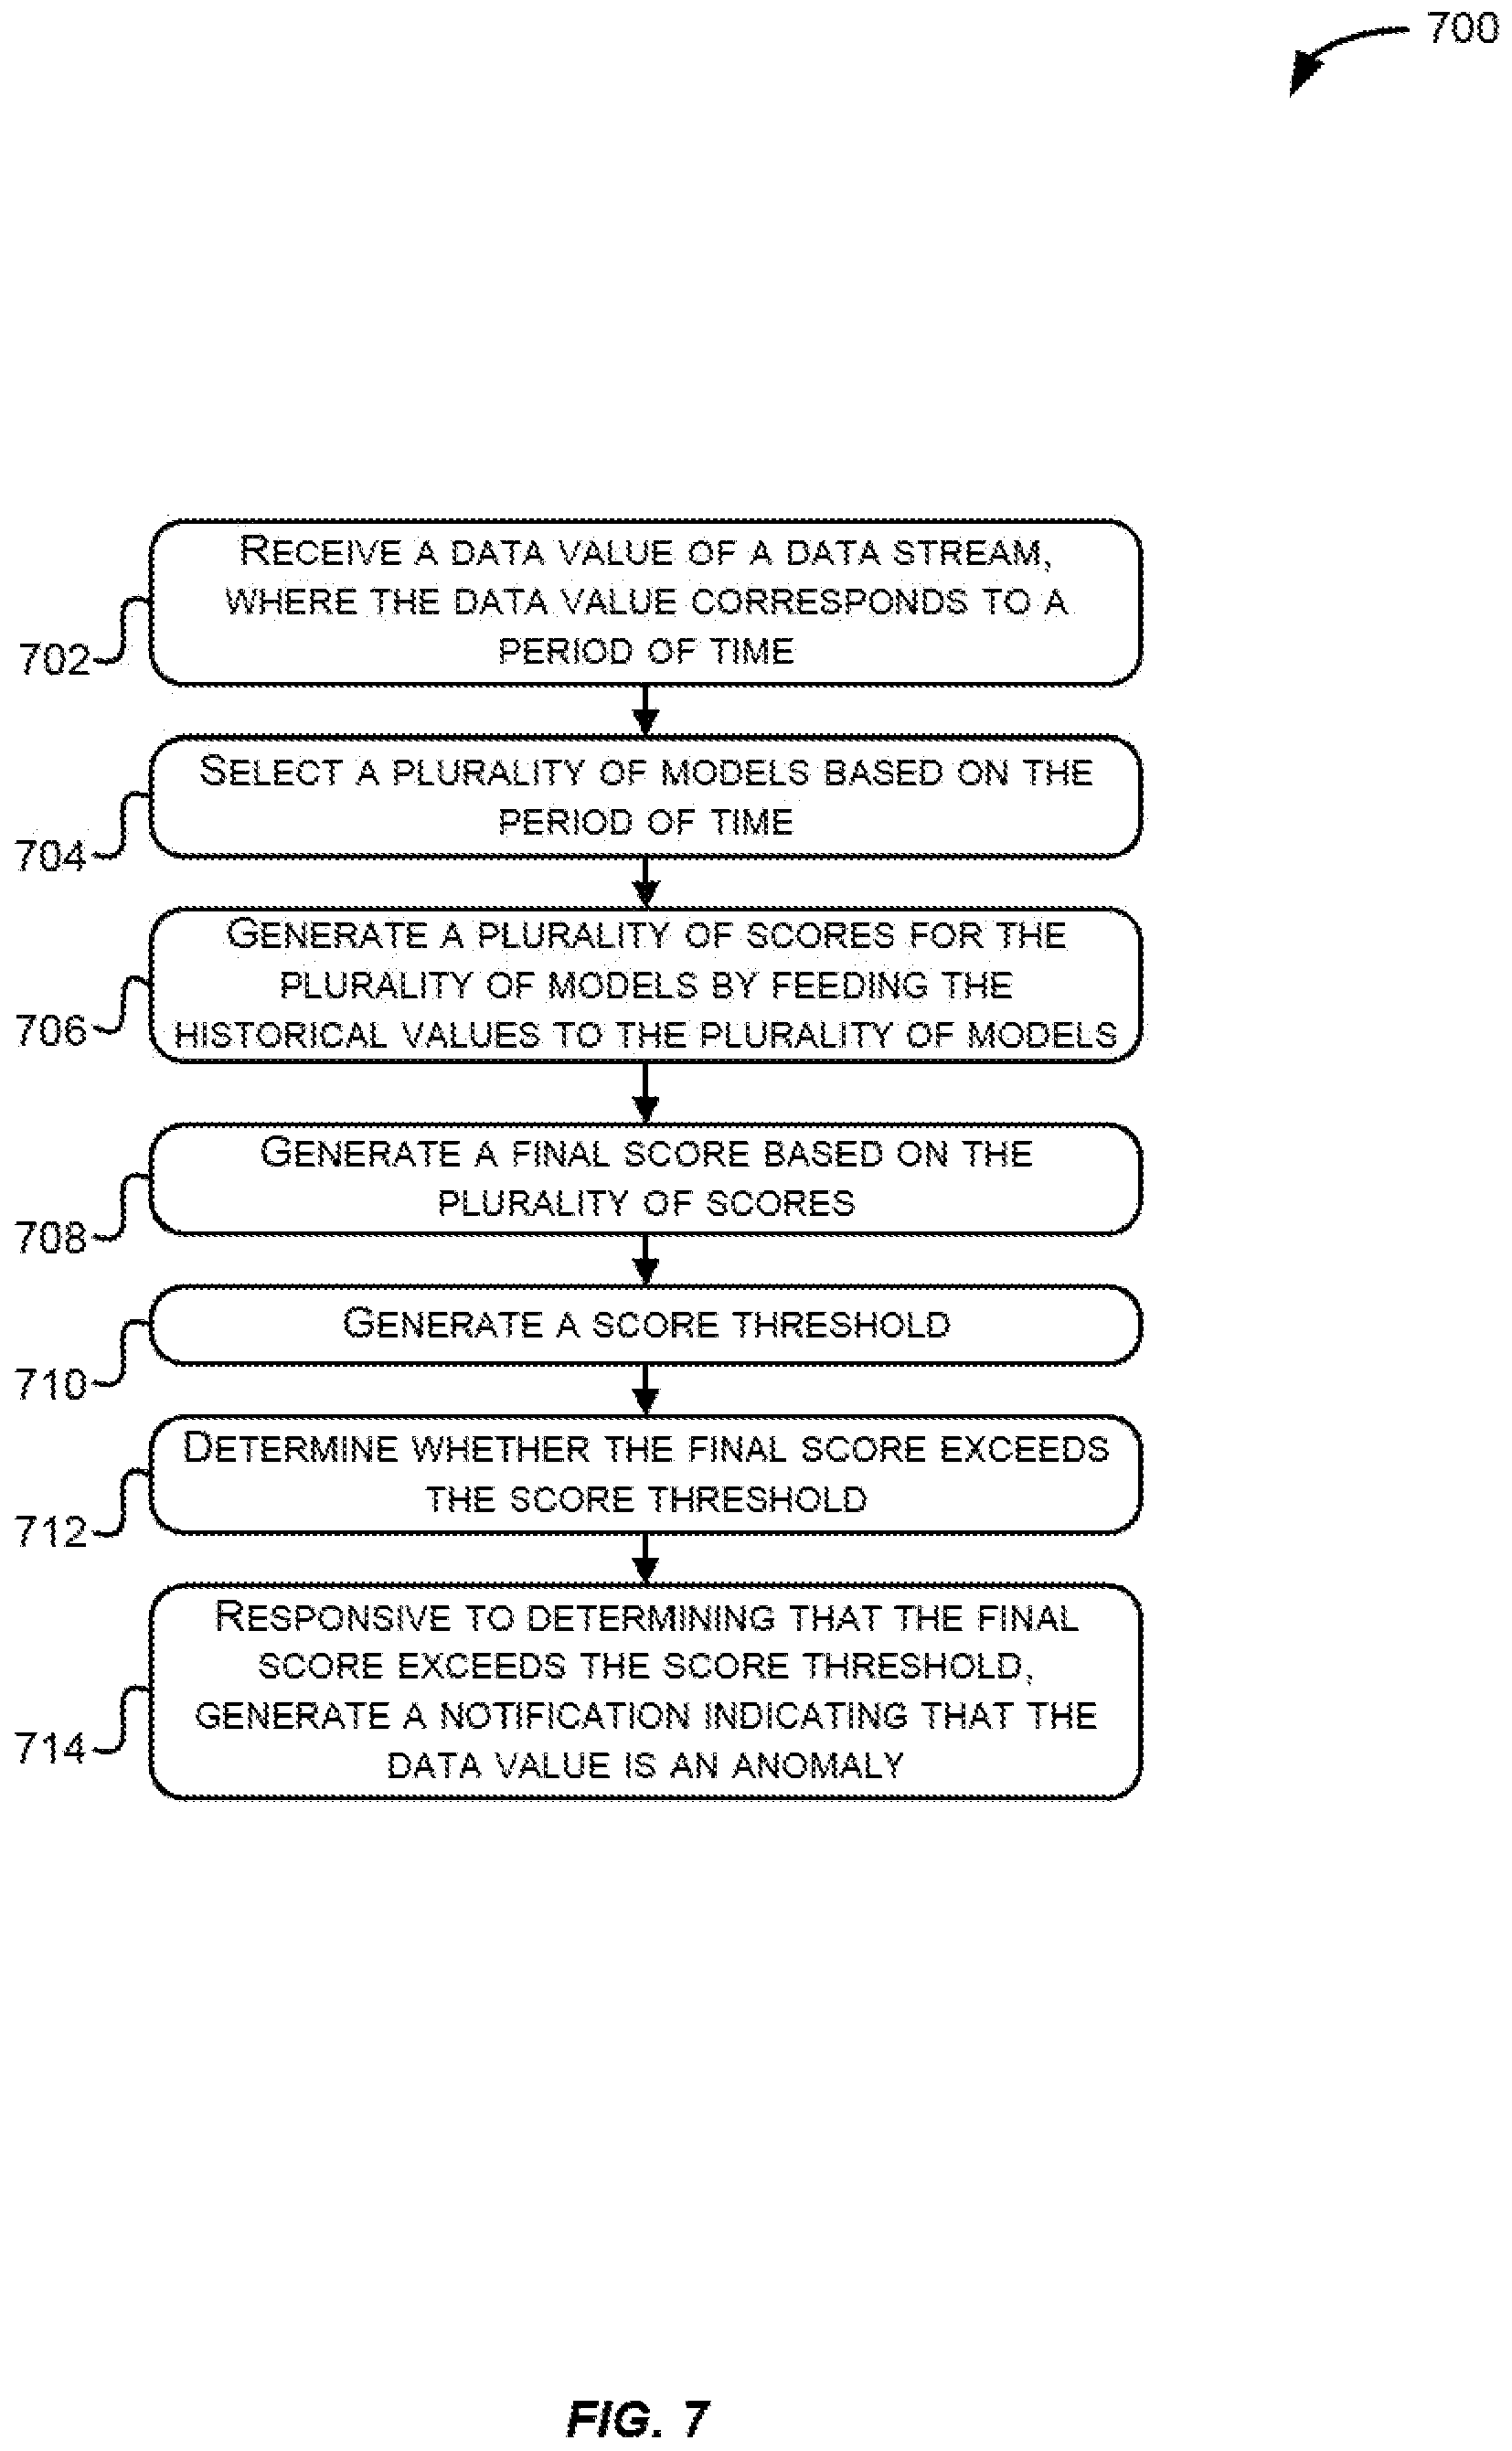 700
RECEIVE A DATA VALUE OF A DATA STREAM,
WHERE THE DATA VALUE CORRESPONDS TO A
PERIOD OF TIME
702
SELECT A PLURALITY OF MODELS BASED ON THE
PERIOD OF TIME
704
GENERATE A PLURALITY OF SCORES FOR THE
PLURALITY OF MODELS BY FEEDING THE
HISTORICAL VALUES TO THE PLURALITY OF MODELS
706
GENERATE A FINAL SCORE BASED ON THE
PLURALITY OF SCORES
708
GENERATE A SCORE THRESHOLD
710
DETERMINE WHETHER THE FINAL SCORE EXCEEDS
THE SCORE THRESHOLD
712
RESPONSIVE TO DETERMINING THAT THE FINAL
SCORE EXCEEDS THE SCORE THRESHOLD,
GENERATE A NOTIFICATION INDICATING THAT THE
DATA VALUE IS AN ANOMALY
714
FIG. 7